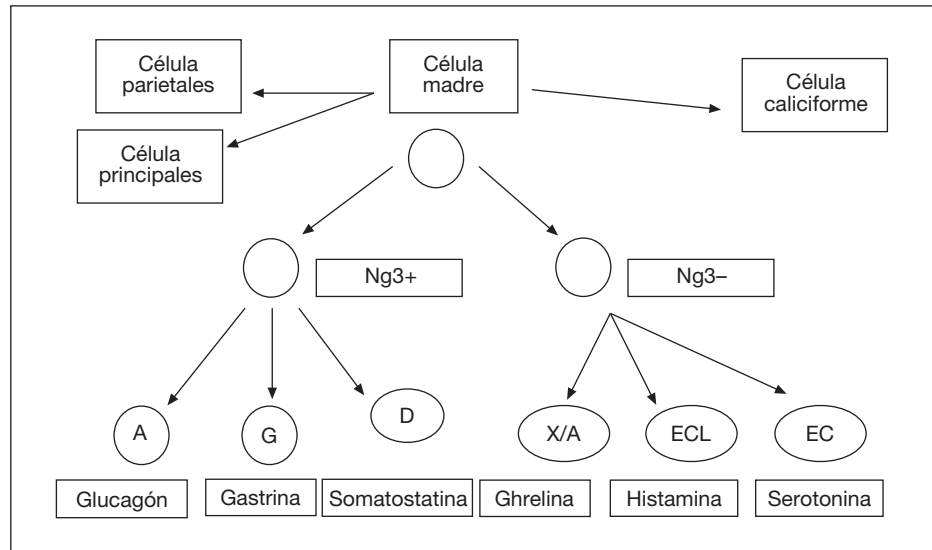 Célula
parietales
Célula
madre
Célula
caliciforme
Célula
principales
Ng3+
Ng3–
A
G
D
X/A
ECL
EC
Glucagón
Gastrina
Somatostatina
Ghrelina
Histamina
Serotonina